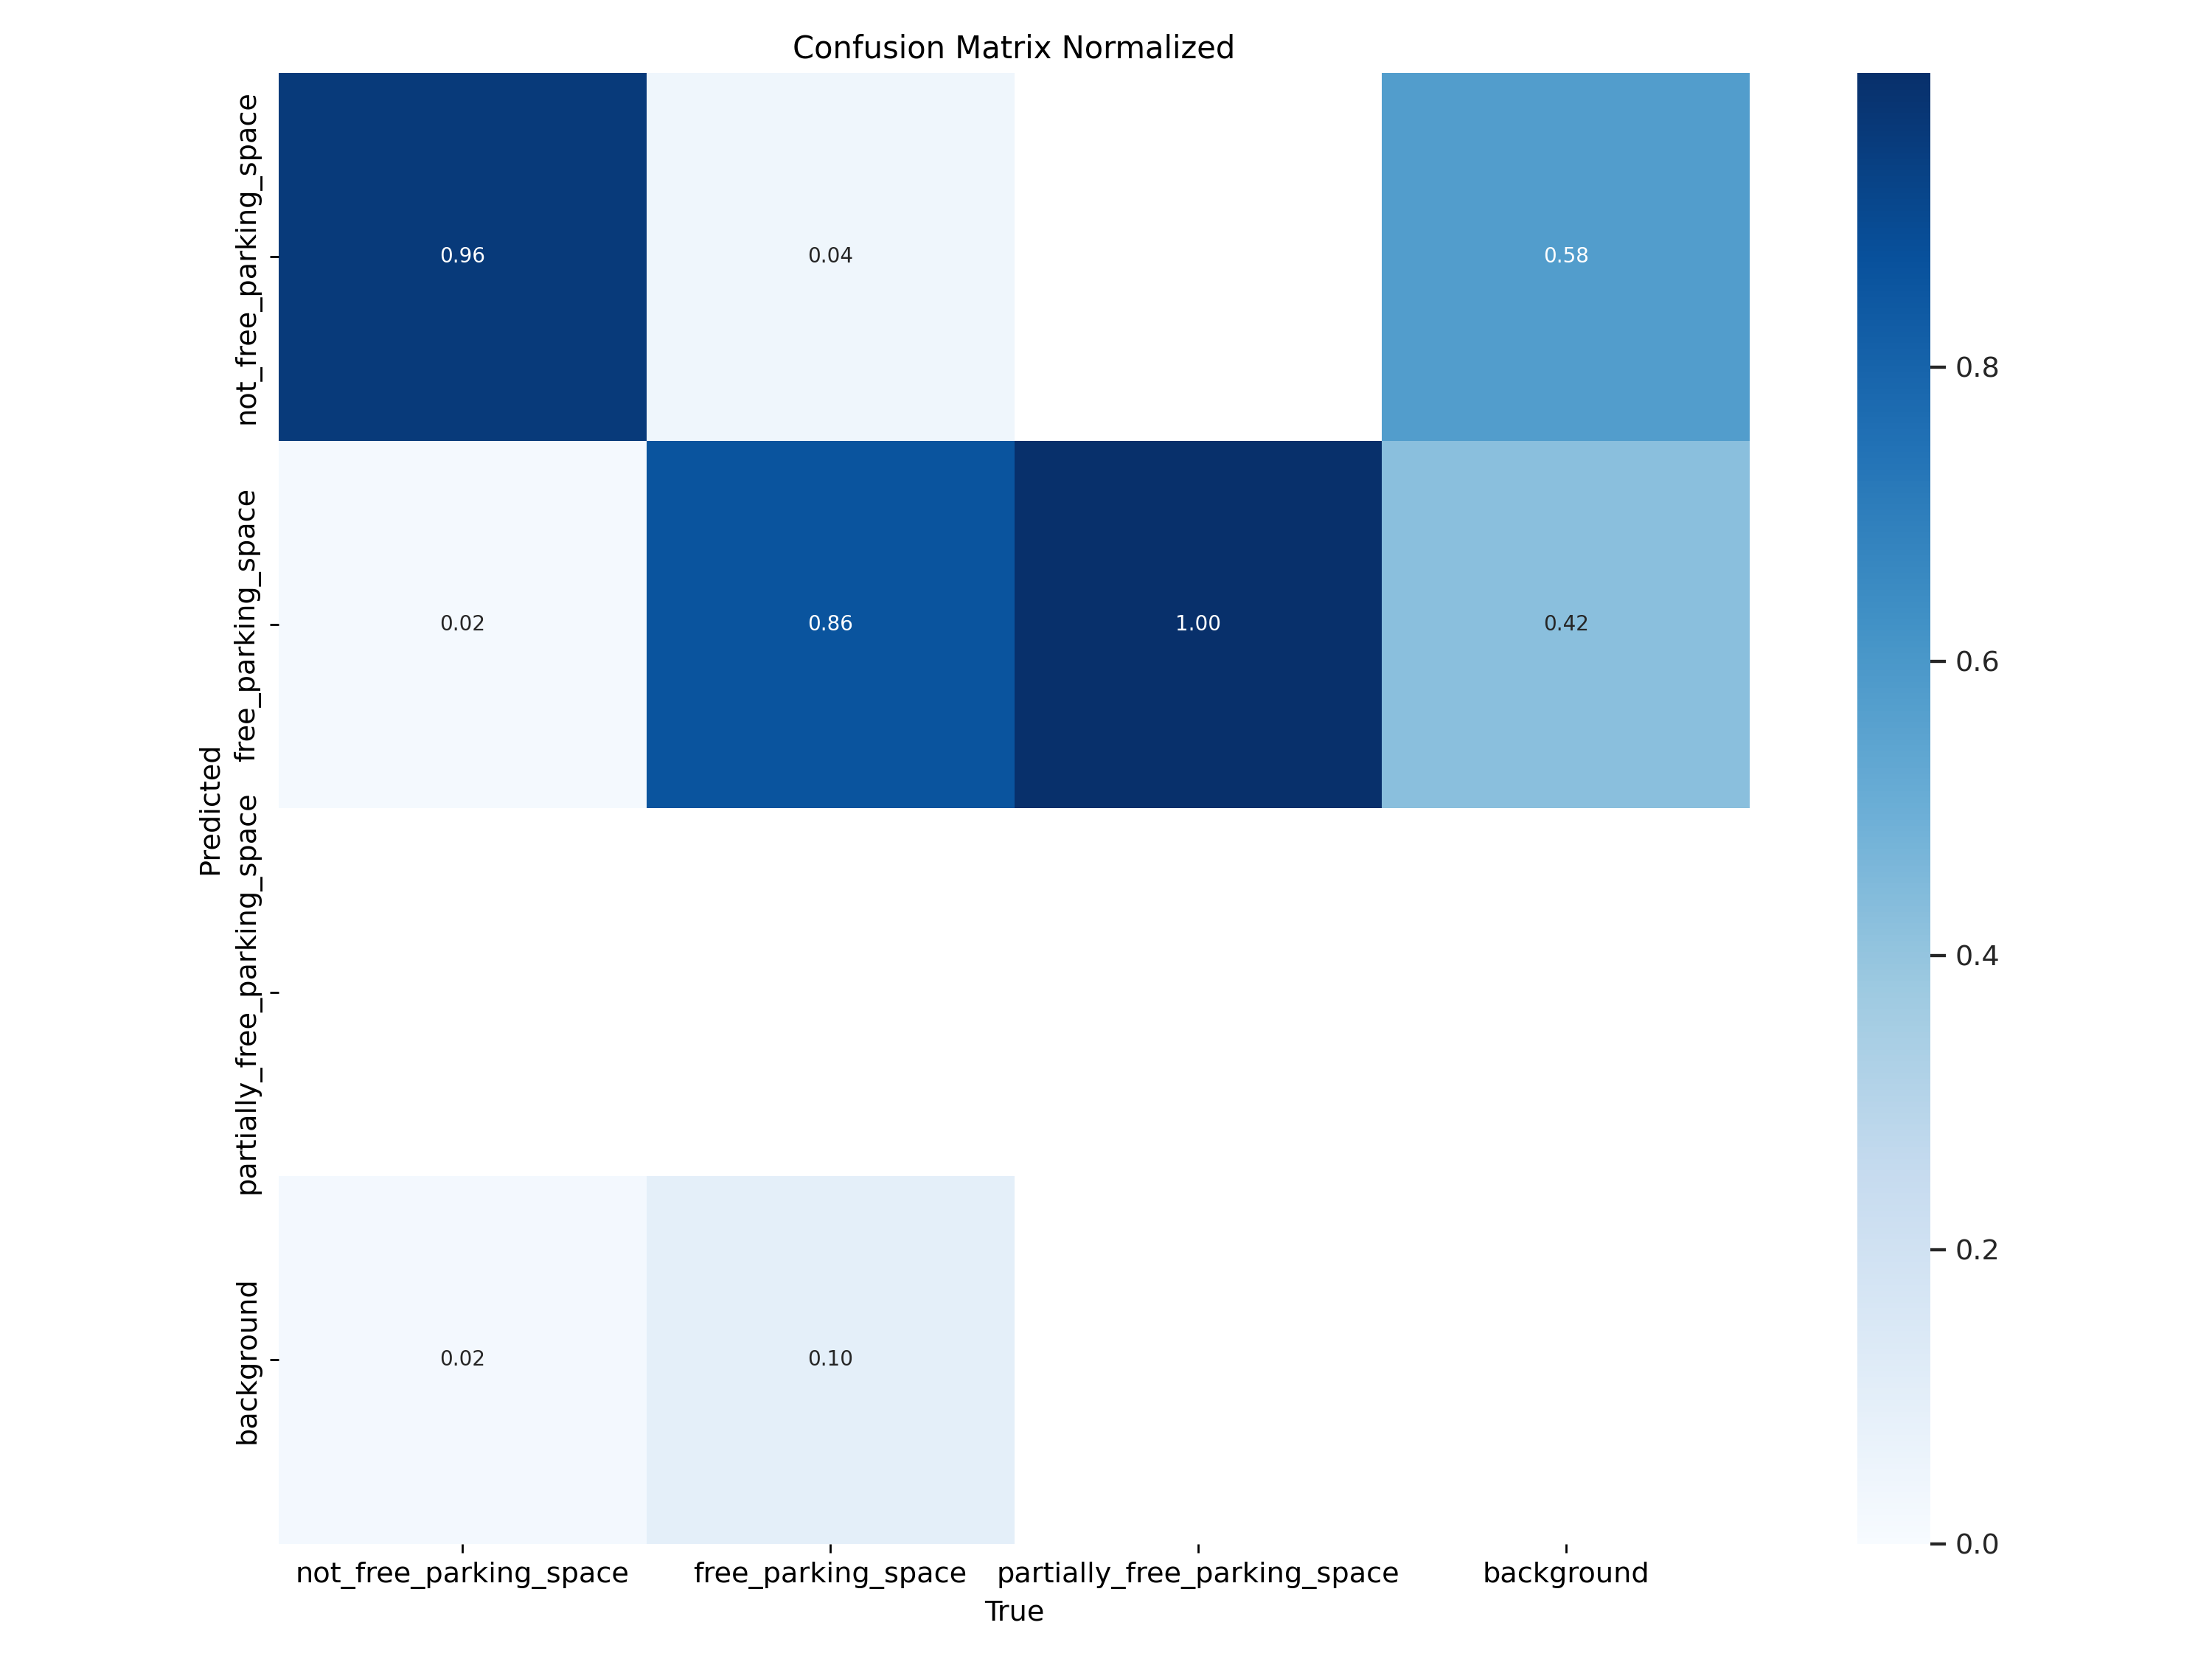 Confusion Matrix Normalized
not_free_parking_space
0.96
0.04
0.58
free_parking_space
0.02
0.86
1.00
0.42
partially_free_parking_space
background
0.02
0.10
Predicted
not_free_parking_space
free_parking_space
partially_free_parking_space
background
True
0.8
0.6
0.4
0.2
0.0